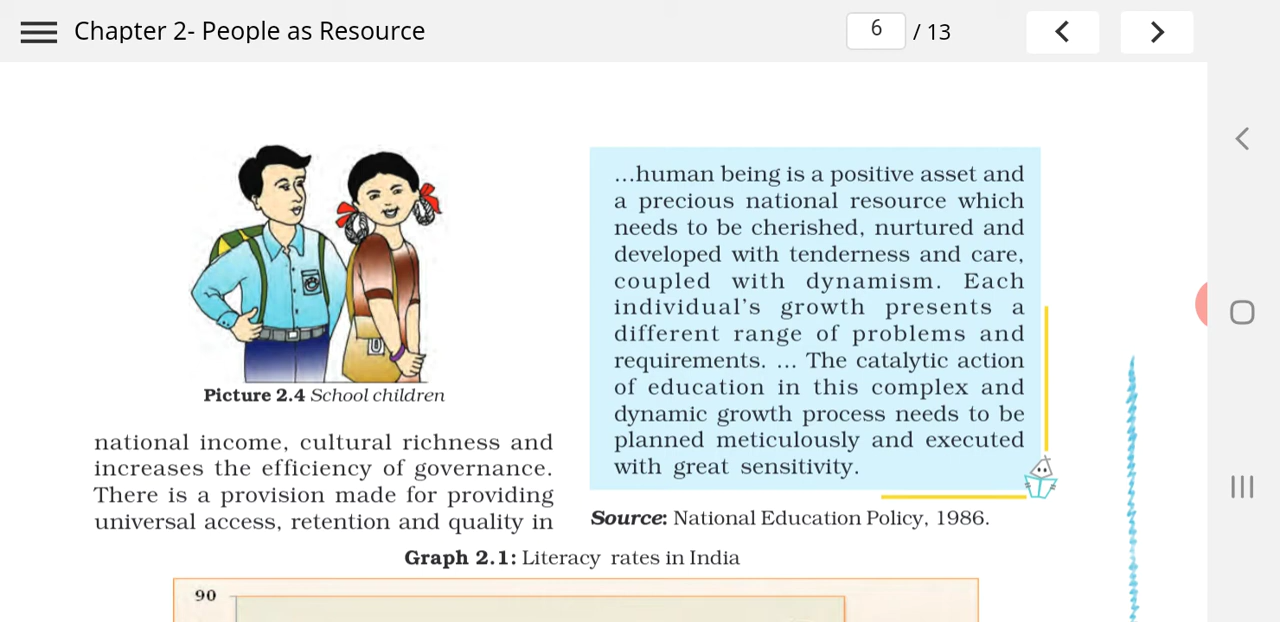 Chapter 2- People as Resource
6 / 13
Picture 2.4 School children
national income, cultural richness and
increases the efficiency of governance.
There is a provision made for providing
universal access, retention and quality in
...human being is a positive asset and
a precious national resource which
needs to be cherished, nurtured and
developed with tenderness and care,
coupled with dynamism. Each
individual's growth presents a
different range of problems and
requirements. ... The catalytic action
of education in this complex and
dynamic growth process needs to be
planned meticulously and executed
with great sensitivity.
Source: National Education Policy, 1986.
Graph 2.1: Literacy rates in India
90